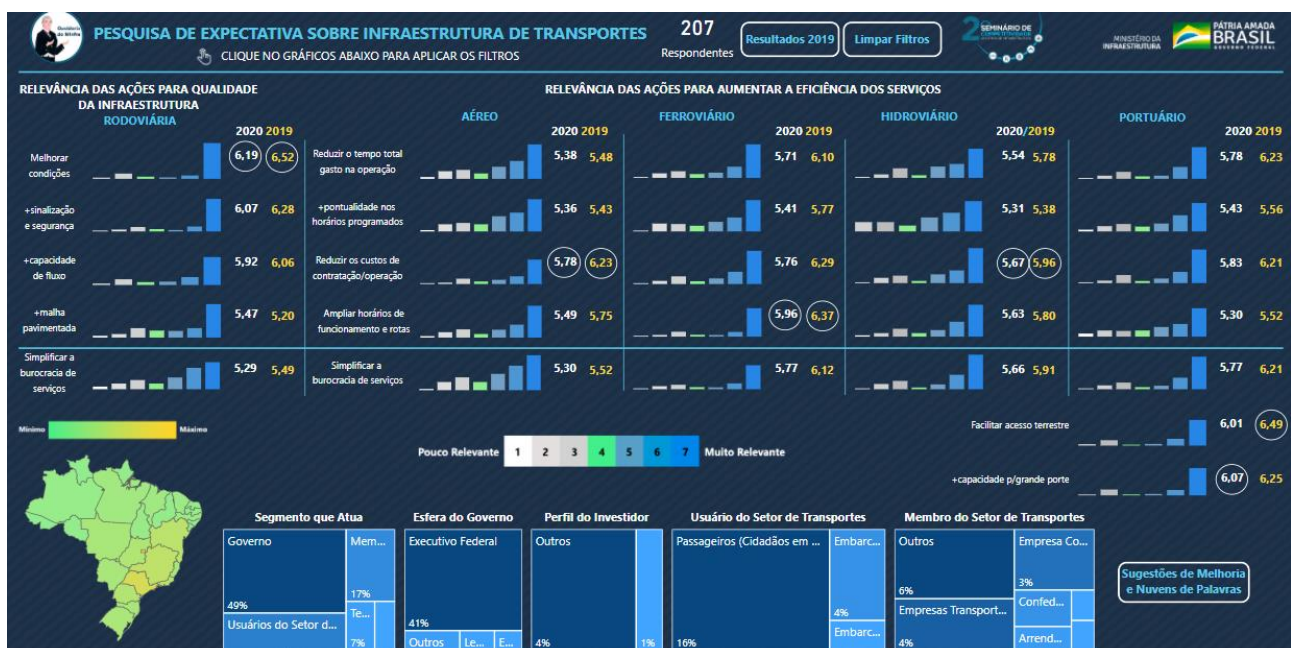 Ouvidoria
PESQUISA DE EXPECTATIVA SOBRE INFRAESTRUTURA DE TRANSPORTES
CLIQUE NO GRÁFICOS ABAIXO PARA APLICAR OS FILTROS
207
Respondentes
Resultados 2019
Limpar Filtros
2º SEMINÁRIO DE
MINISTÉRIO DA
INFRAESTRUTURA
PÁTRIA AMADA
BRASIL
GOVERNO FEDERAL
RELEVÂNCIA DAS AÇÕES PARA QUALIDADE
DA INFRAESTRUTURA
RELEVÂNCIA DAS AÇÕES PARA AUMENTAR A EFICIÊNCIA DOS SERVIÇOS
RODOVIÁRIA
AÉREO
FERROVIÁRIO
HIDROVIÁRIO
PORTUÁRIO
2020 2019
2020 2019
2020 2019
2020/2019
2020 2019
Melhorar
condições
6,19 6,52
Reduzir o tempo total
gasto na operação
5,38 5,48
5,71 6,10
5,54 5,78
5,78 6,23
+sinalização
e segurança
6,07 6,28
+pontualidade nos
horários programados
5,36 5,43
5,41 5,77
5,31 5,38
5,43 5,56
+capacidade
de fluxo
5,92 6,06
Reduzir os custos de
contratação/operação
5,78 6,23
5,76 6,29
5,67 5,96
5,83 6,21
+malha
pavimentada
5,47 5,20
Ampliar horários de
funcionamento e rotas
5,49 5,75
5,96 6,37
5,63 5,80
5,30 5,52
Simplificar a
burocracia de
serviços
5,29 5,49
Simplificar a
burocracia de serviços
5,30 5,52
5,77 6,12
5,66 5,91
5,77 6,21
Mínimo
Máximo
Facilitar acesso terrestre
6,01 6,49
Pouco Relevante 1 2 3 4 5 6 7 Muito Relevante
+capacidade p/grande porte
6,07 6,25
Segmento que Atua
Governo
49%
Mem...
17%
Usuários do Setor d...
Te...
7%
Esfera do Governo
Executivo Federal
41%
Outros
Le...
E...
Perfil do Investidor
Outros
4%
1%
Usuário do Setor de Transportes
Passageiros (Cidadãos em ...
16%
Embarc...
4%
Embarc...
Membro do Setor de Transportes
Outros
6%
Empresa Co...
3%
Empresas Transport...
4%
Confed...
Arrend...
Sugestões de Melhoria
e Nuvens de Palavras